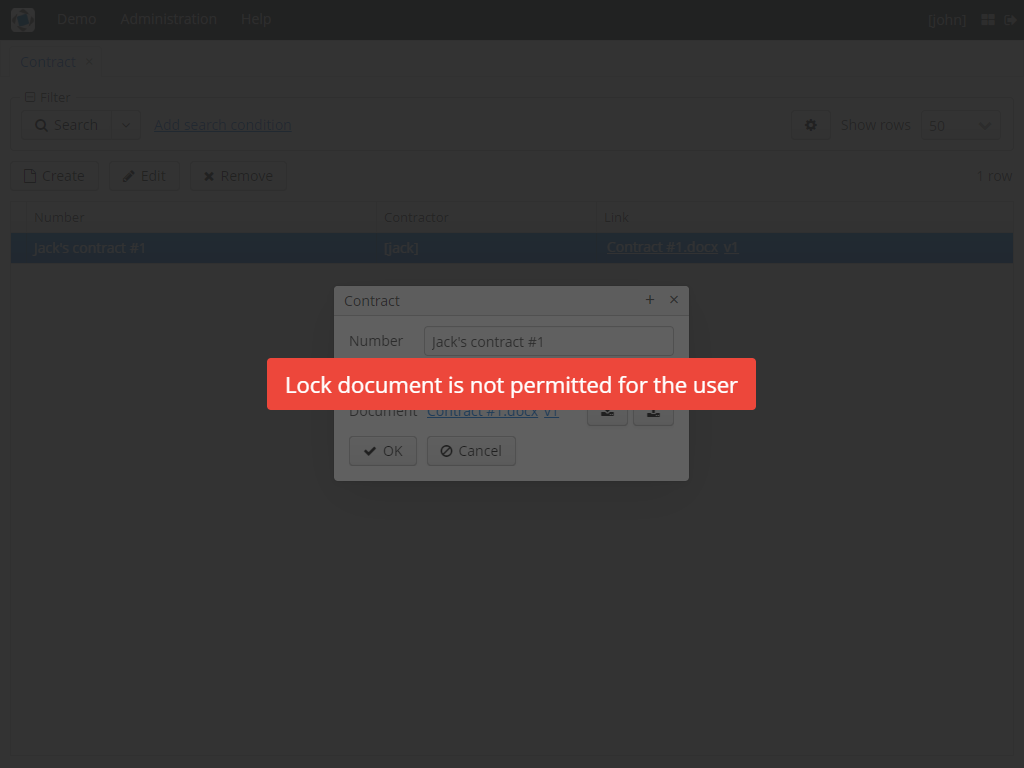 Demo Administration Help [John]
Contract ×
Filter
Search Add search condition Show rows 50
Create Edit Remove 1 row
Number Contractor Link
Jack's contract #1 [Jack] Contract #1.docx v1
Contract + ×
Number Jack's contract #1
Lock document is not permitted for the user
Document Contract #1.docx v1
OK Cancel